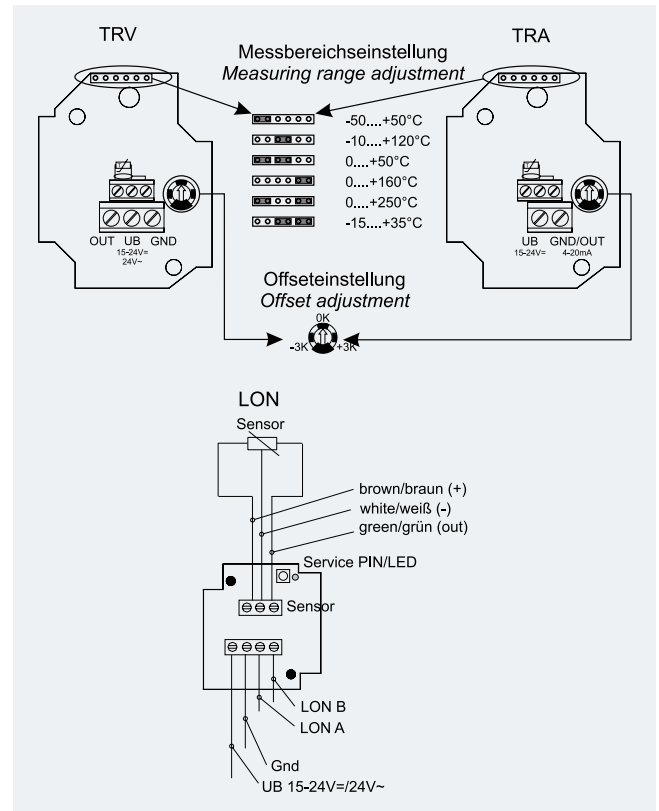 TRV
TRA
Messbereichseinstellung
Measuring range adjustment
-50....+50°C
-10....+120°C
0....+50°C
0....+160°C
0....+250°C
-15....+35°C
OUT UB GND
15-24V=
24V~
UB GND/OUT
15-24V= 4-20mA
Offseteinstellung
Offset adjustment
0K
-3K +3K
LON
Sensor
brown/braun (+)
white/weiß (-)
green/grün (out)
Service PIN/LED
Sensor
LON B
LON A
Gnd
UB 15-24V=/24V~